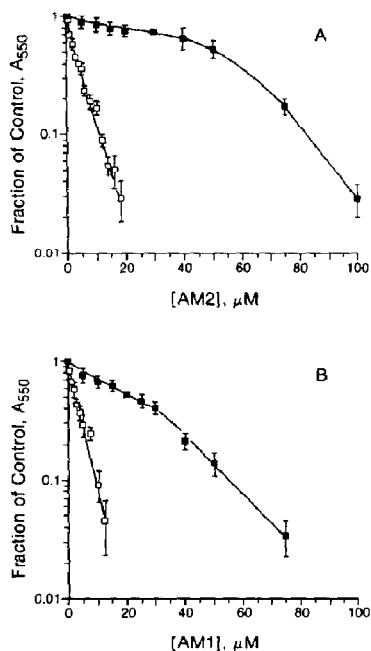 A
Fraction of Control, A550
1
0.1
0.01
0 20 40 60 80 100
[AM2], µM
B
Fraction of Control, A550
1
0.1
0.01
0 20 40 60 80 100
[AM1], µM